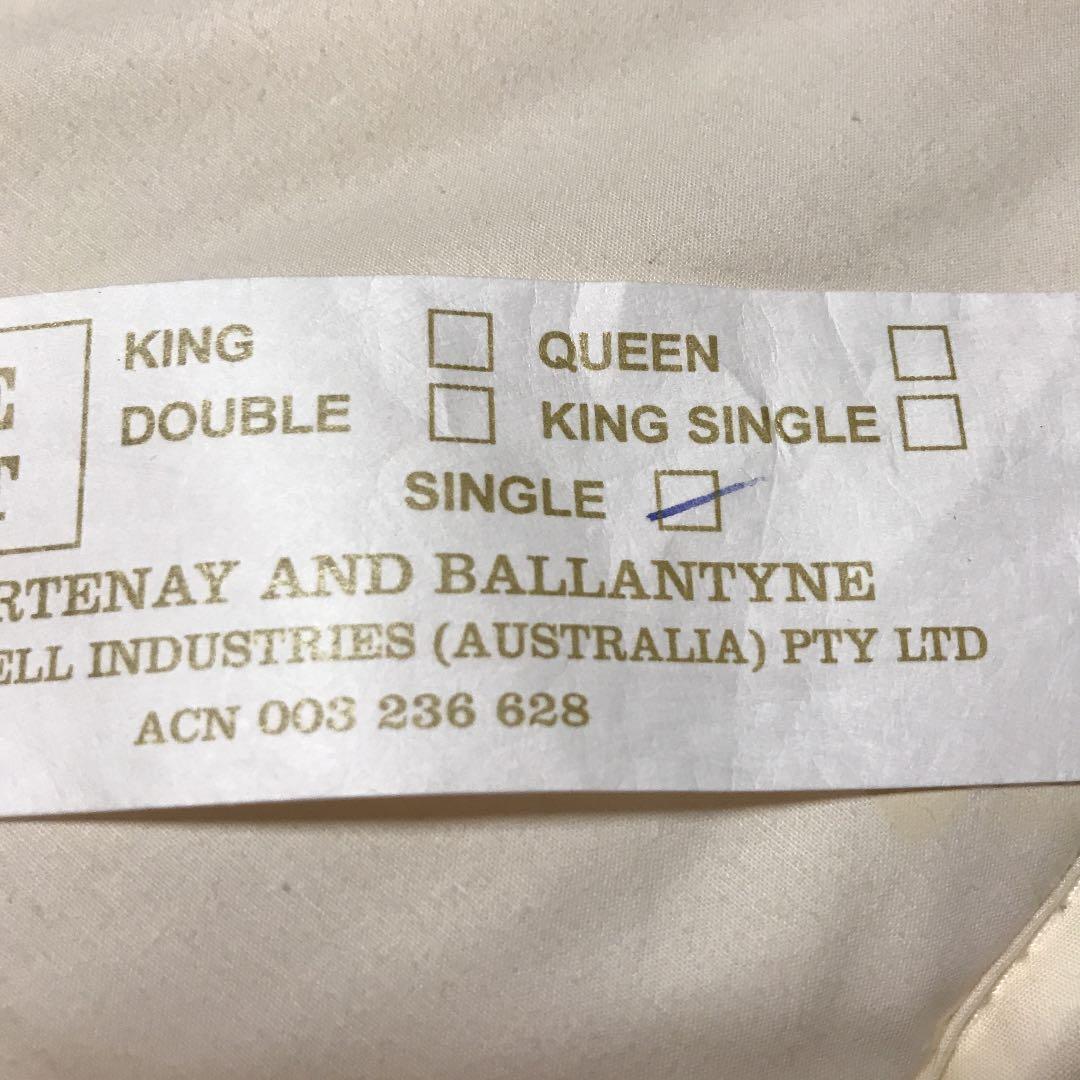 KING QUEEN
DOUBLE KING SINGLE
SINGLE
RTENAY AND BALLANTYNE
ELL INDUSTRIES (AUSTRALIA) PTY LTD
ACN 003 236 628